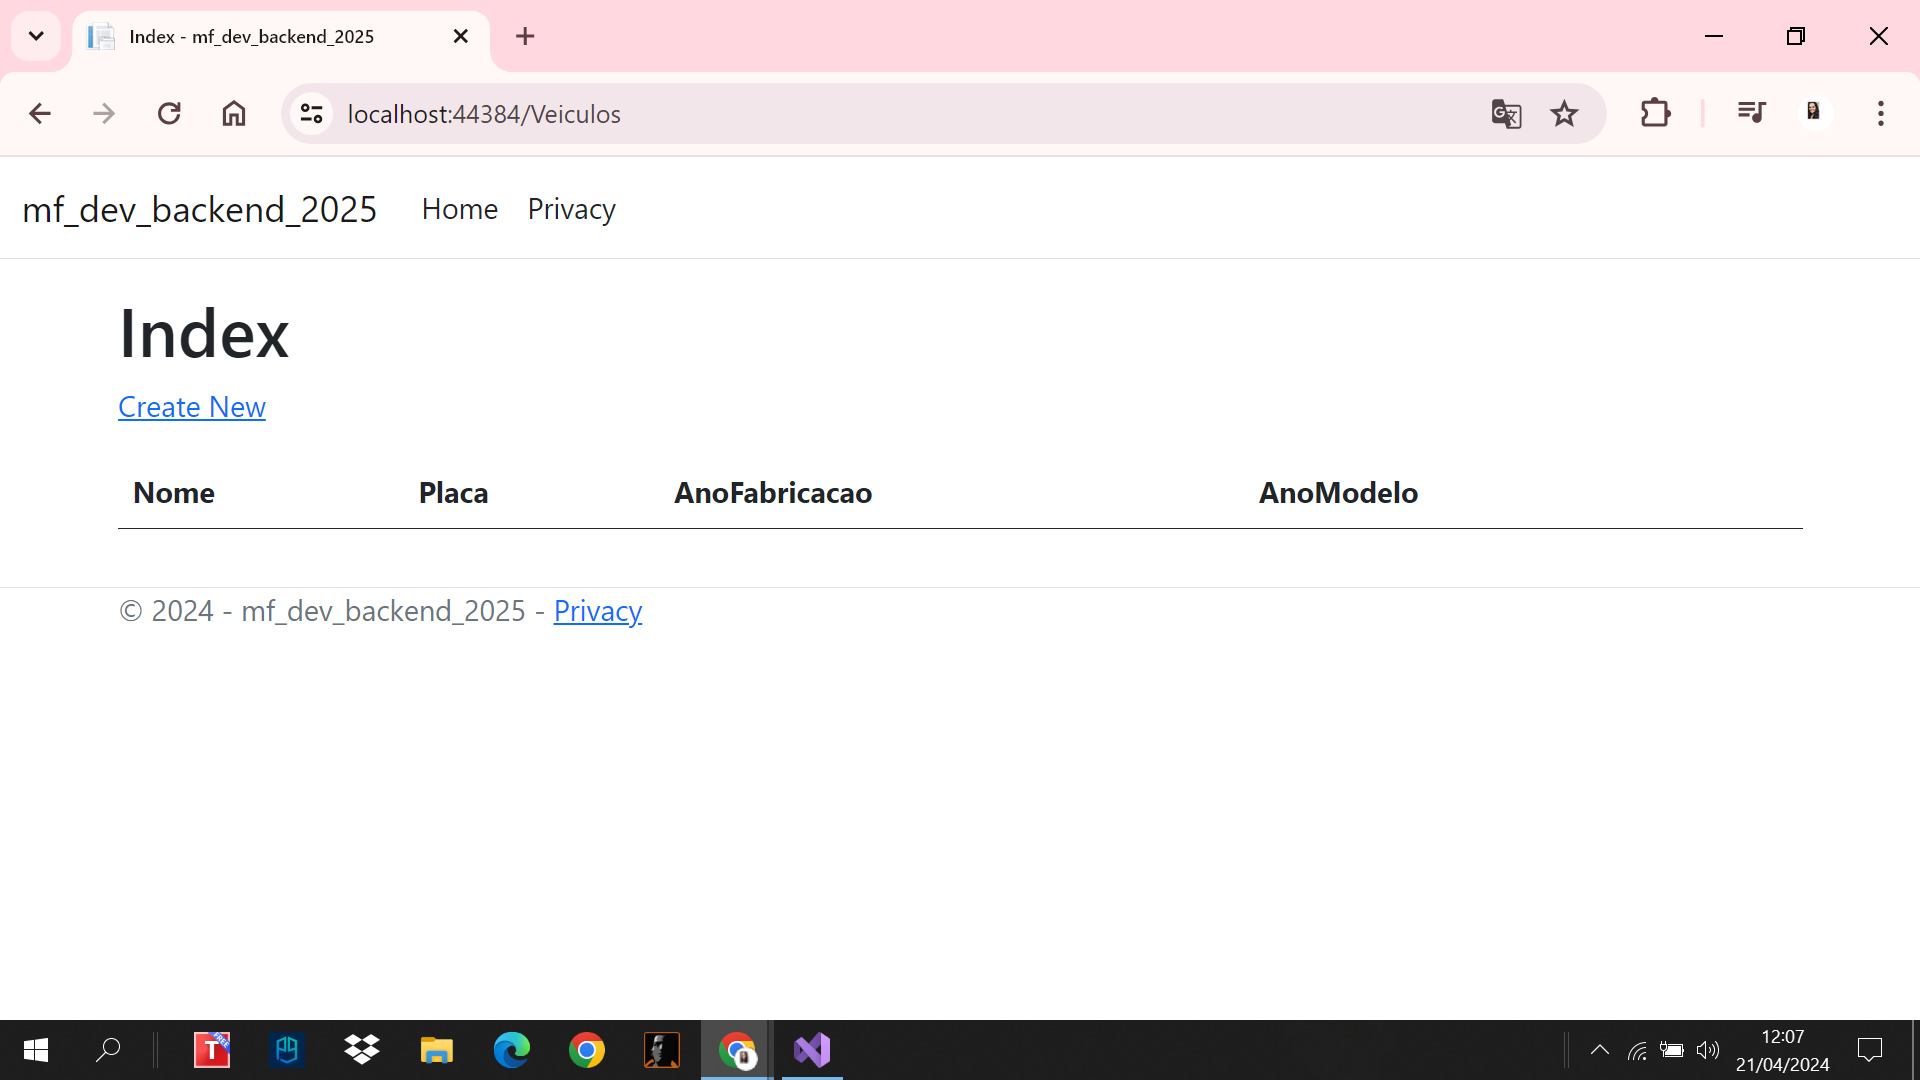 Index - mf_dev_backend_2025
localhost:44384/Veiculos
mf_dev_backend_2025 Home Privacy
Index
Create New
Nome Placa AnoFabricacao AnoModelo
© 2024 - mf_dev_backend_2025 - Privacy
T FREE
12:07
21/04/2024